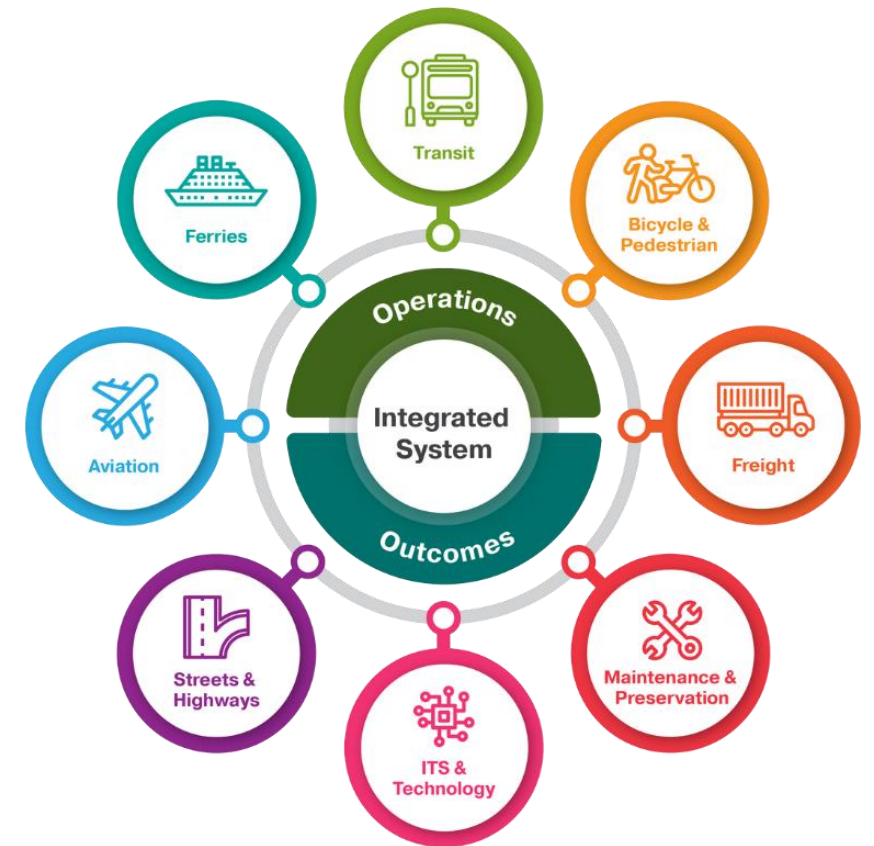 Transit
Bicycle &
Pedestrian
Ferries
Operations
Integrated
System
Outcomes
Aviation
Freight
Streets &
Highways
Maintenance &
Preservation
ITS &
Technology